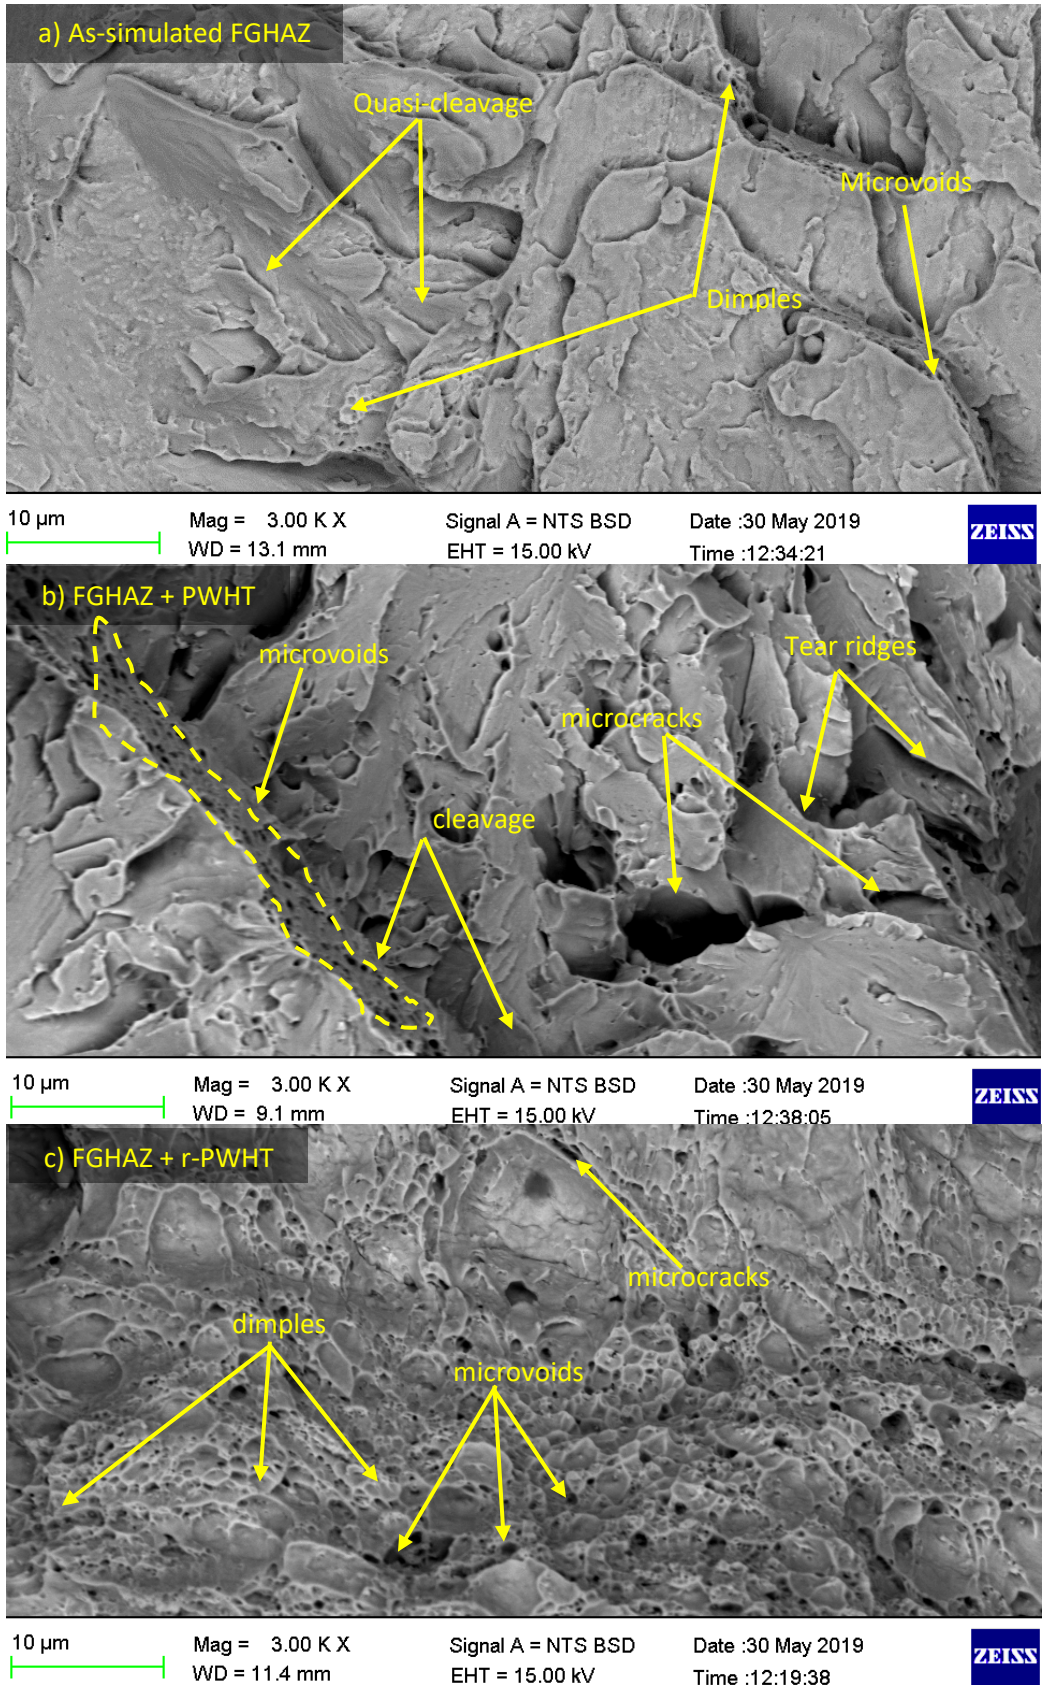 a) As-simulated FGHAZ
Quasi-cleavage
Microvoids
Dimples
10 µm
Mag = 3.00 K X
Signal A = NTS BSD
Date :30 May 2019
WD = 13.1 mm
EHT = 15.00 kV
Time :12:34:21
ZEISS
b) FGHAZ + PWHT
microvoids
Tear ridges
microcracks
cleavage
10 µm
Mag = 3.00 K X
Signal A = NTS BSD
Date :30 May 2019
WD = 9.1 mm
EHT = 15.00 kV
Time :12:38:05
ZEISS
c) FGHAZ + r-PWHT
microcracks
dimples
microvoids
10 µm
Mag = 3.00 K X
Signal A = NTS BSD
Date :30 May 2019
WD = 11.4 mm
EHT = 15.00 kV
Time :12:19:38
ZEISS